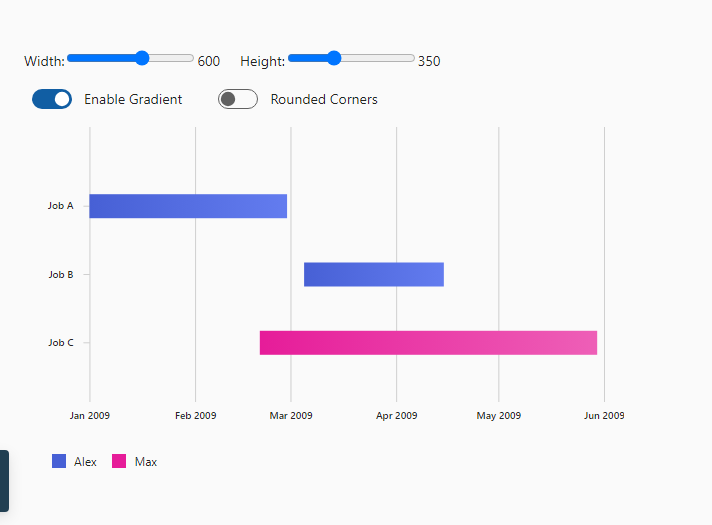 Width: 600 Height: 350
Enable Gradient Rounded Corners
Job A
Job B
Job C
Jan 2009 Feb 2009 Mar 2009 Apr 2009 May 2009 Jun 2009
Alex Max